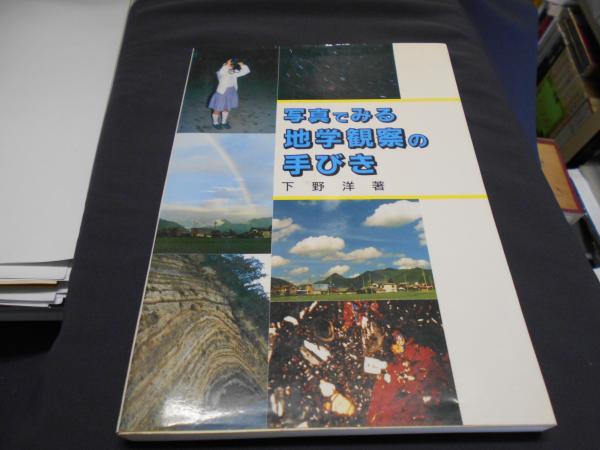 写真でみる
地学観察の
手びき
下野洋著